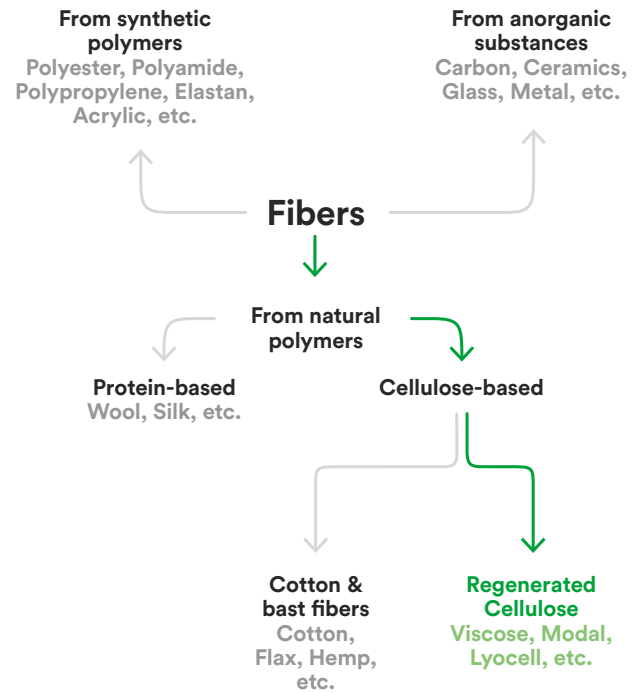 From synthetic
polymers
Polyester, Polyamide,
Polypropylene, Elastan,
Acrylic, etc.
From anorganic
substances
Carbon, Ceramics,
Glass, Metal, etc.
Fibers
From natural
polymers
Protein-based
Wool, Silk, etc.
Cellulose-based
Cotton &
bast fibers
Cotton,
Flax, Hemp,
etc.
Regenerated
Cellulose
Viscose, Modal,
Lyocell, etc.